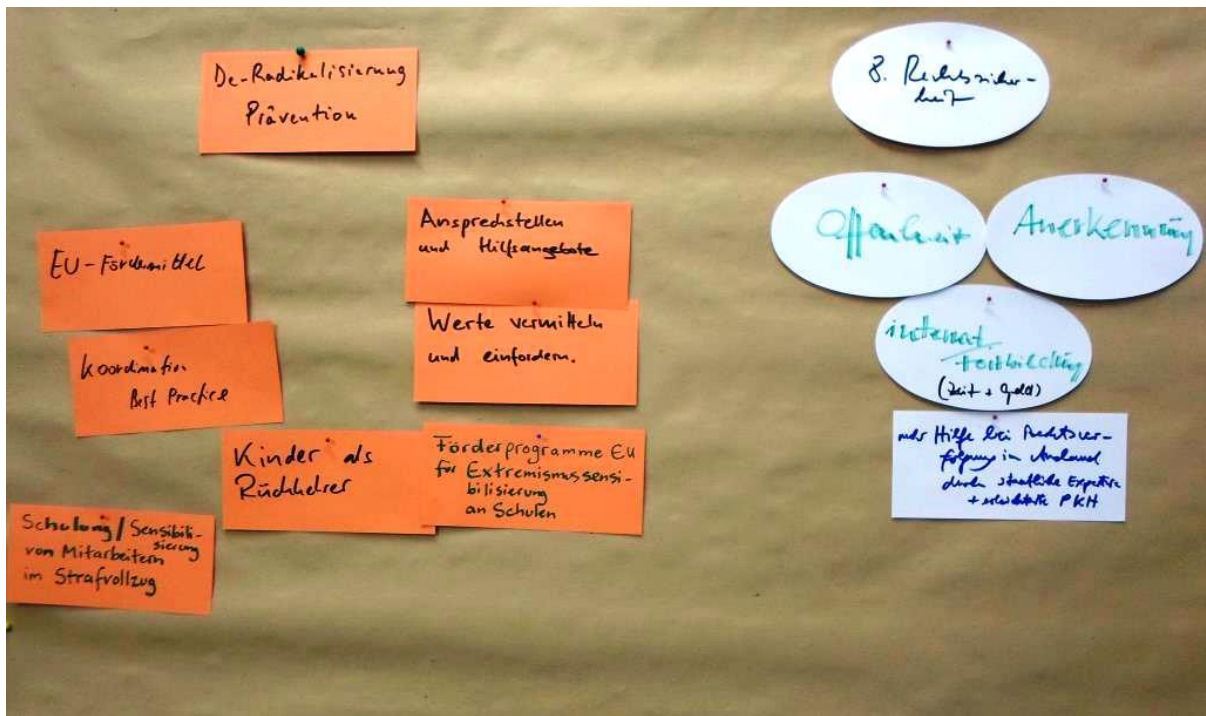 De-Radikalisierung
Prävention
EU-Fördermittel
Koordination
Best Practice
Ansprechstellen
und Hilfsangebote
Werte vermitteln
und einfordern.
Kinder als
Rückkehrer
Förderprogramme EU
für Extremismussensi-
bilisierung
an Schulen
Schulung/Sensibili-
sierung
von Mitarbeitern
im Strafvollzug
8. Rechtssicher-
heit
Offenheit
Anerkennung
internat.
Fortbildung
(Zeit + Geld)
mehr Hilfe bei Rechtsver-
folgung im Ausland
durch staatliche Expertise
+ erleichterte PKH